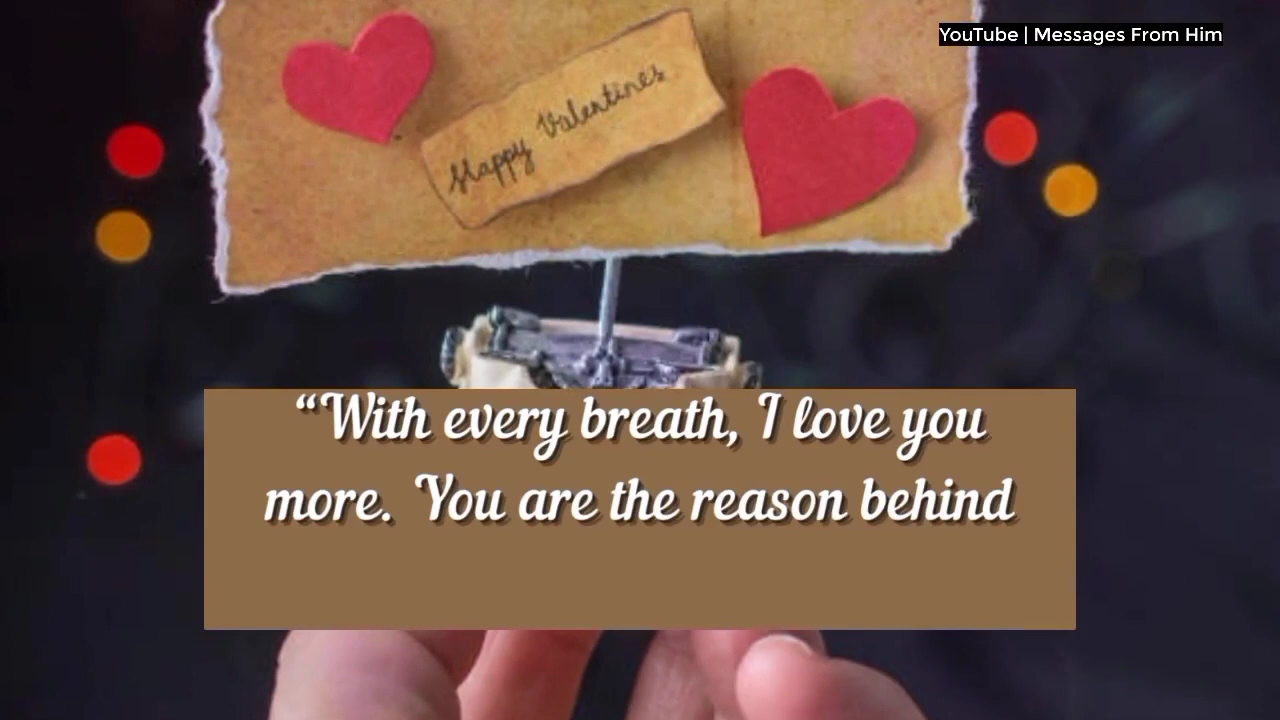 YouTube | Messages From Him
Happy Valentines
“With every breath, I love you
more. You are the reason behind